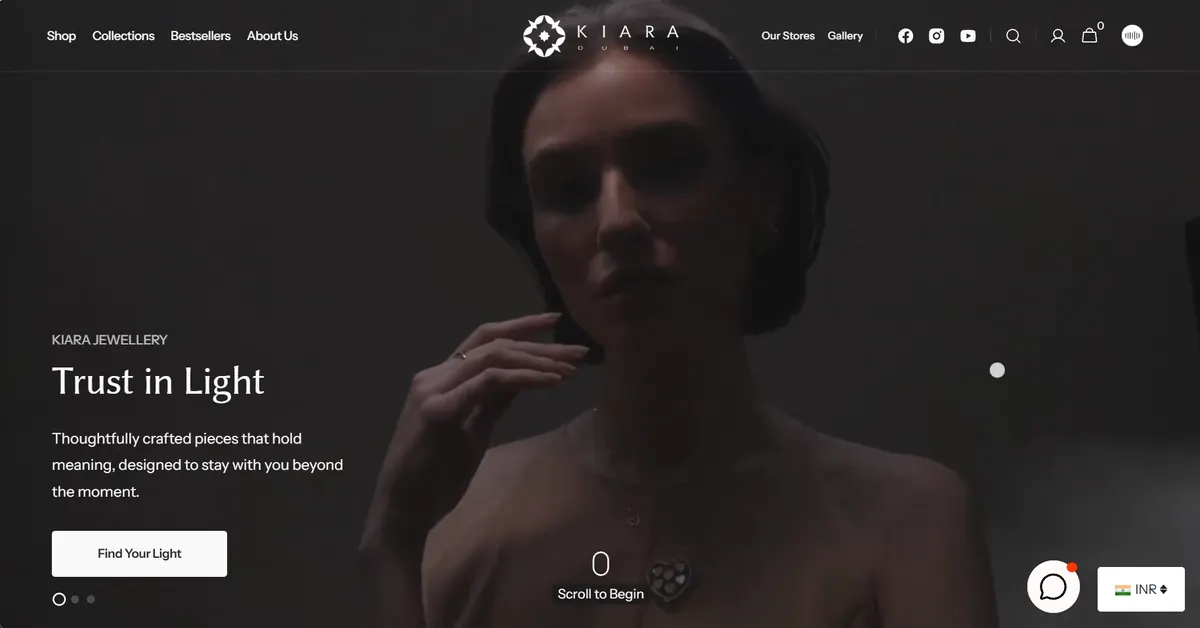 Shop Collections Bestsellers About Us
KIARA
DUBAI
Our Stores Gallery
0
KIARA JEWELLERY
Trust in Light
Thoughtfully crafted pieces that hold
meaning, designed to stay with you beyond
the moment.
Find Your Light
Scroll to Begin
INR